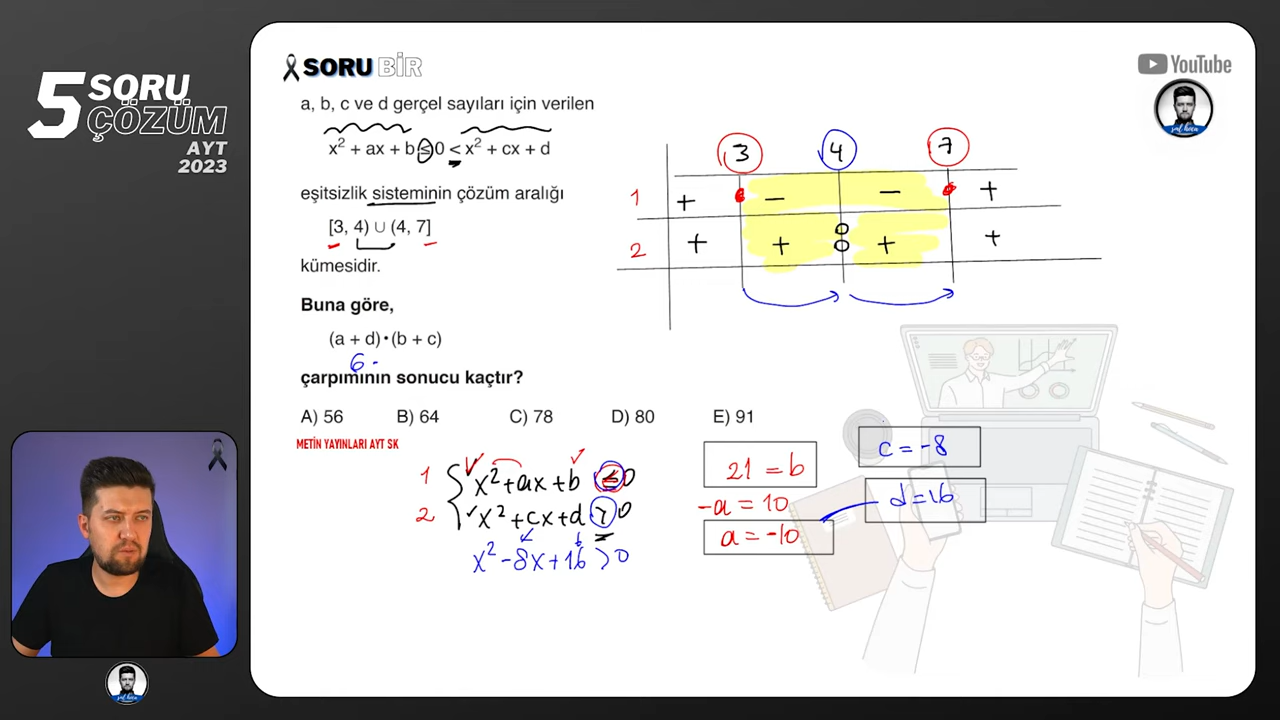 5 SORU
ÇÖZÜM
AYT
2023
SORU BİR
YouTube
a, b, c ve d gerçel sayıları için verilen
x² + ax + b ≤ 0 < x² + cx + d
eşitsizlik sisteminin çözüm aralığı
[3, 4) ∪ (4, 7]
kümesidir.
Buna göre,
(a + d)•(b + c)
6 ·
çarpımının sonucu kaçtır?
A) 56 B) 64 C) 78 D) 80 E) 91
METİN YAYINLARI AYT SK
3 4 7
1 + − − +
2 + + + +
1 x² + ax + b ≤ 0
2 x² + cx + d > 0
x² - 8x + 16 > 0
21 = b
-a = 10
a = -10
c = -8
d = 16